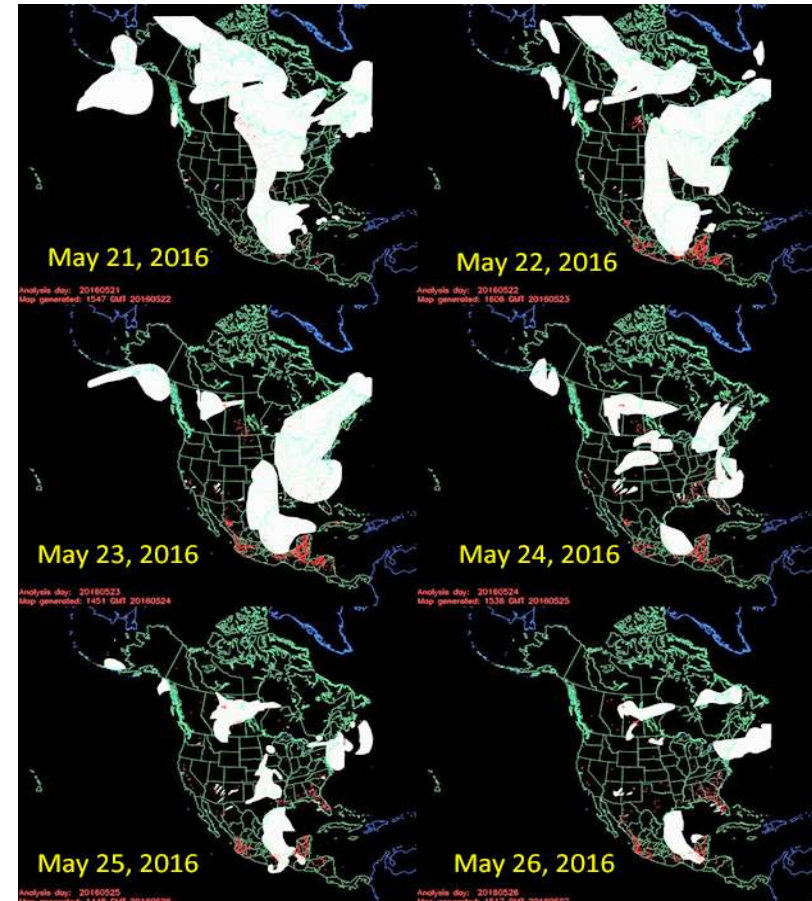 May 21, 2016
Analysis day: 20160521
Map generated: 1547 GMT 20160522
May 22, 2016
Analysis day: 20160522
Map generated: 1608 GMT 20160523
May 23, 2016
Analysis day: 20160523
Map generated: 1451 GMT 20160524
May 24, 2016
Analysis day: 20160524
Map generated: 1538 GMT 20160525
May 25, 2016
Analysis day: 20160525
May 26, 2016
Analysis day: 20160526